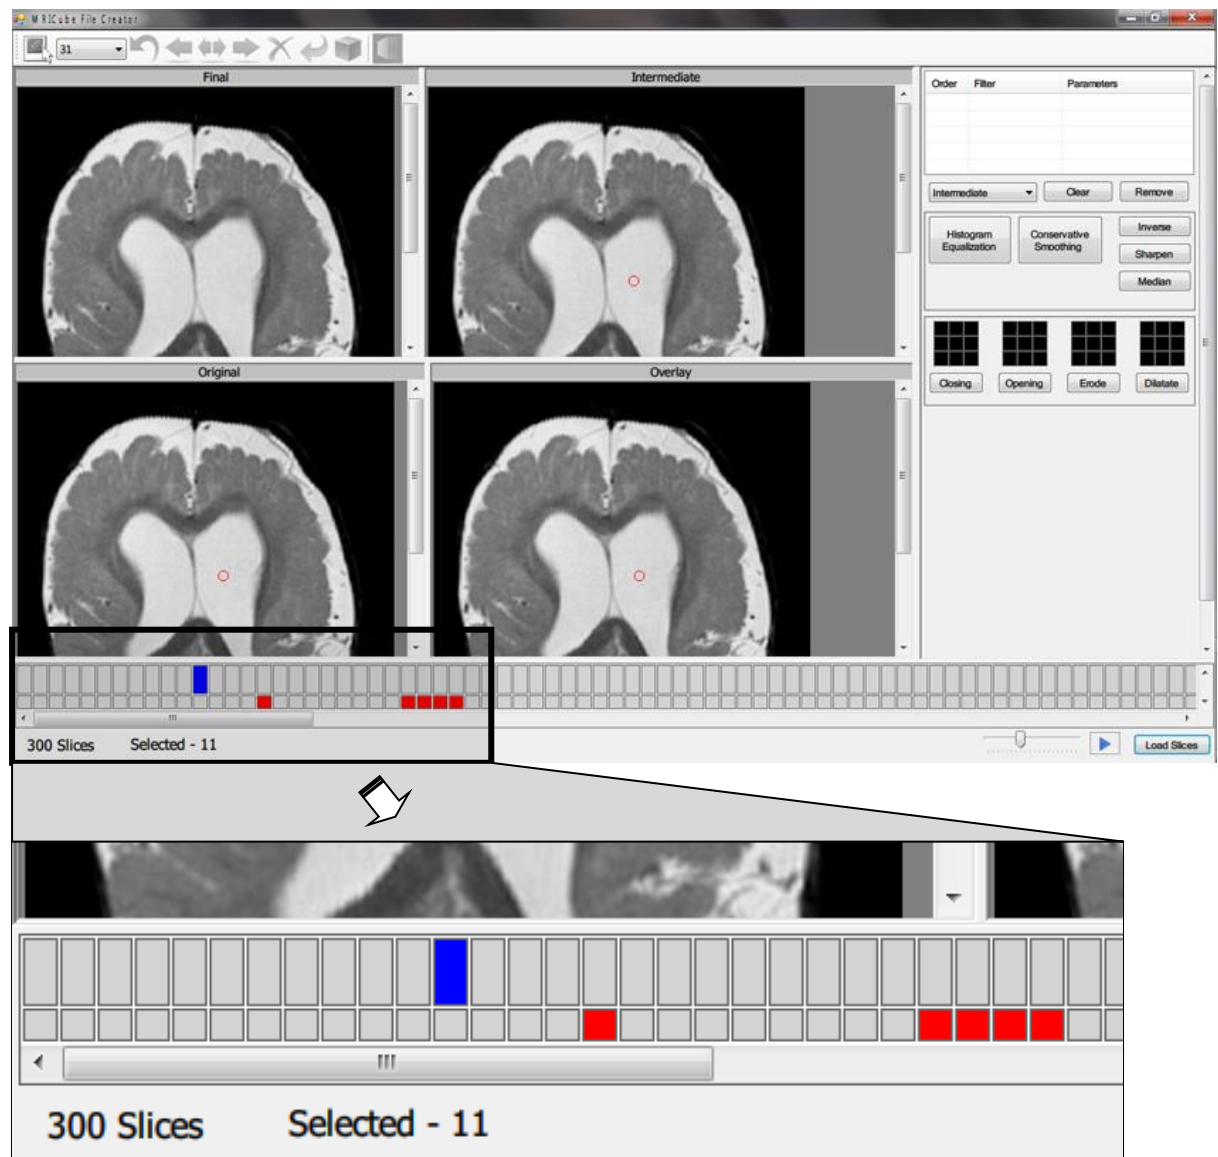 MRICube File Creator
31
Final
Intermediate
Order Filter Parameters
Intermediate Clear Remove
Histogram Equalization
Conservative Smoothing
Inverse
Sharpen
Median
Closing Opening Erode Dilatate
Original
Overlay
300 Slices Selected - 11
Load Slices
300 Slices Selected - 11